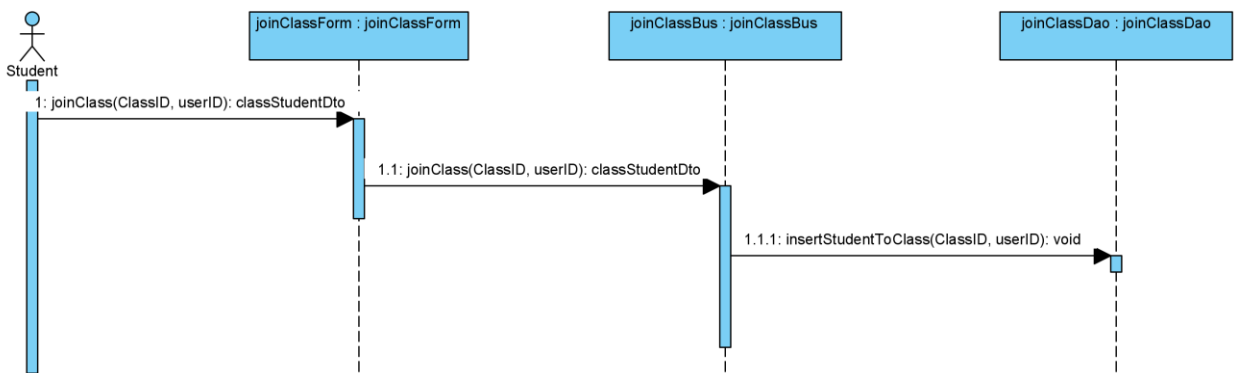 joinClassForm : joinClassForm
joinClassBus : joinClassBus
joinClassDao : joinClassDao
Student
1: joinClass(ClassID, userID): classStudentDto
1.1: joinClass(ClassID, userID): classStudentDto
1.1.1: insertStudentToClass(ClassID, userID): void